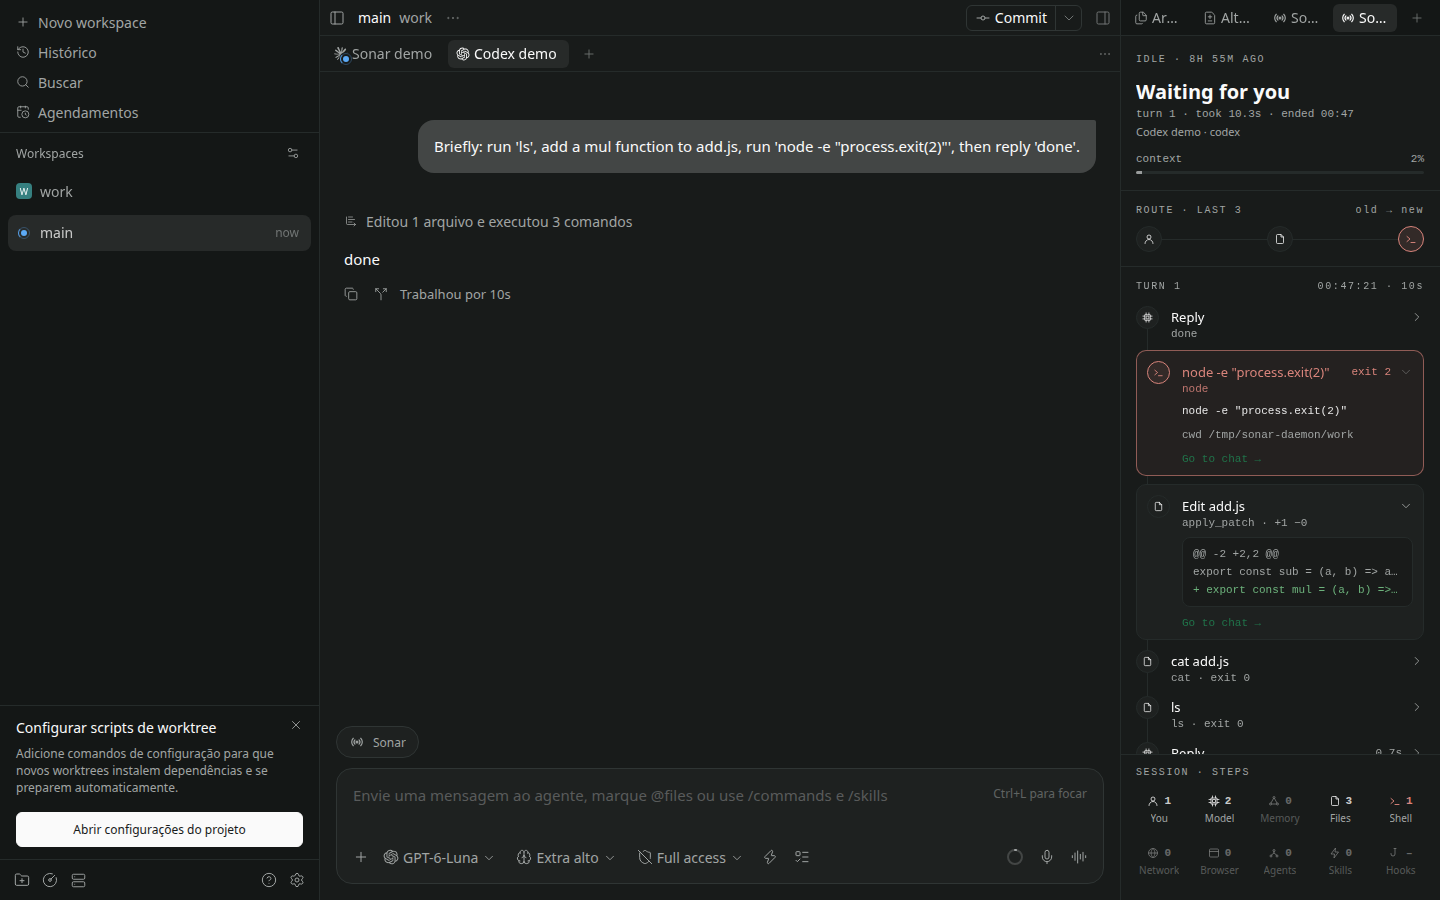 Novo workspace
Histórico
Buscar
Agendamentos
Workspaces
W work
main now
Configurar scripts de worktree
Adicione comandos de configuração para que
novos worktrees instalem dependências e se
preparem automaticamente.
Abrir configurações do projeto
main work ···
Commit
Sonar demo
Codex demo
Briefly: run 'ls', add a mul function to add.js, run 'node -e "process.exit(2)"', then reply 'done'.
Editou 1 arquivo e executou 3 comandos
done
Trabalhou por 10s
Sonar
Envie uma mensagem ao agente, marque @files ou use /commands e /skills
Ctrl+L para focar
GPT-6-Luna
Extra alto
Full access
Ar...
Alt...
So...
So...
IDLE · 8H 55M AGO
Waiting for you
turn 1 · took 10.3s · ended 00:47
Codex demo · codex
context 2%
ROUTE · LAST 3 old → new
TURN 1 00:47:21 · 10s
Reply
done
node -e "process.exit(2)" exit 2
node
node -e "process.exit(2)"
cwd /tmp/sonar-daemon/work
Go to chat →
Edit add.js
apply_patch · +1 −0
@@ -2 +2,2 @@
export const sub = (a, b) => a…
+ export const mul = (a, b) =>…
Go to chat →
cat add.js
cat · exit 0
ls
ls · exit 0
Reply 0.7s
SESSION · STEPS
1 2 0 3 1
You Model Memory Files Shell
0 0 0 0 –
Network Browser Agents Skills Hooks